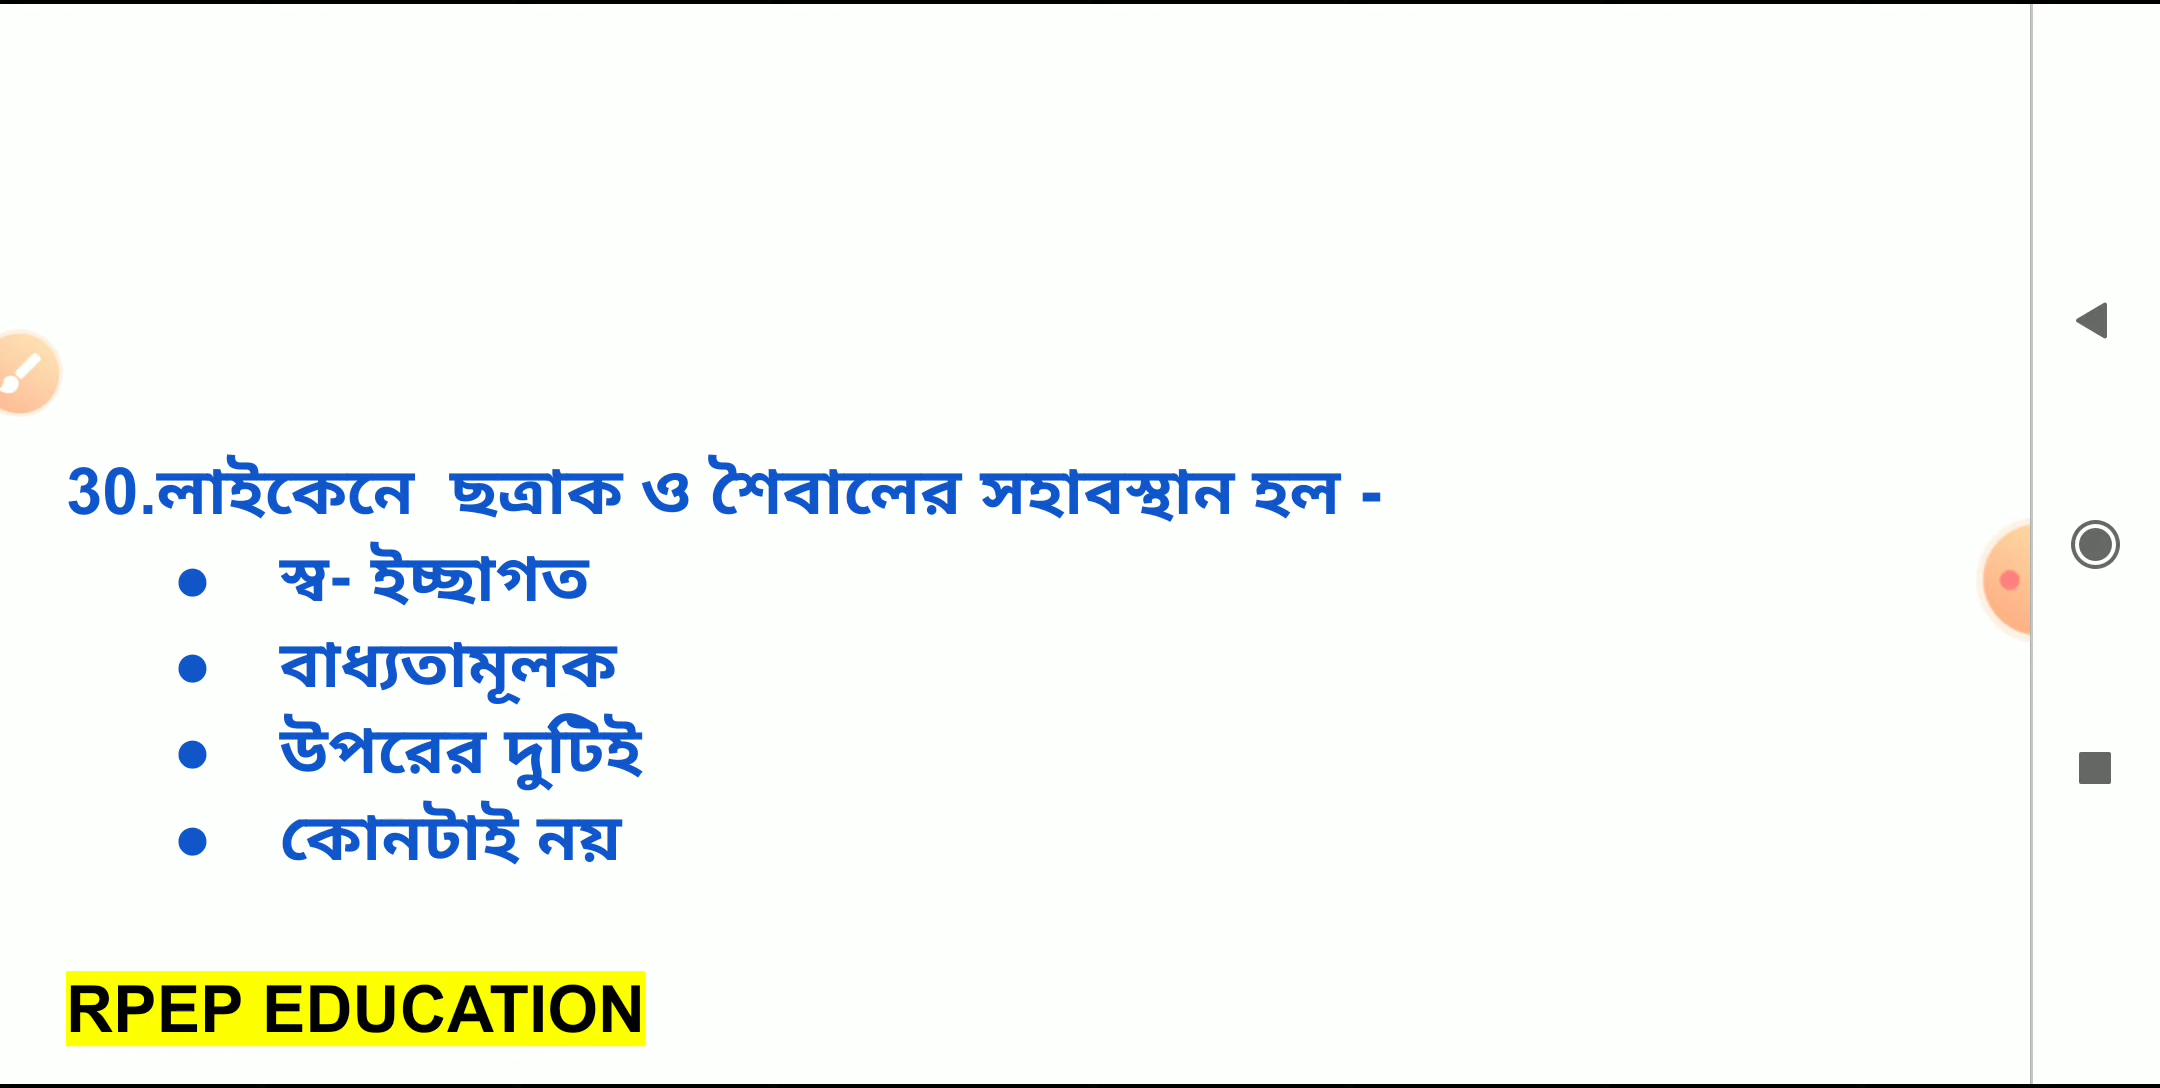 30.লাইকেনে  ছত্রাক ও শৈবালের সহাবস্থান হল -
● স্ব- ইচ্ছাগত
● বাধ্যতামূলক
● উপরের দুটিই
● কোনটাই নয়
RPEP EDUCATION